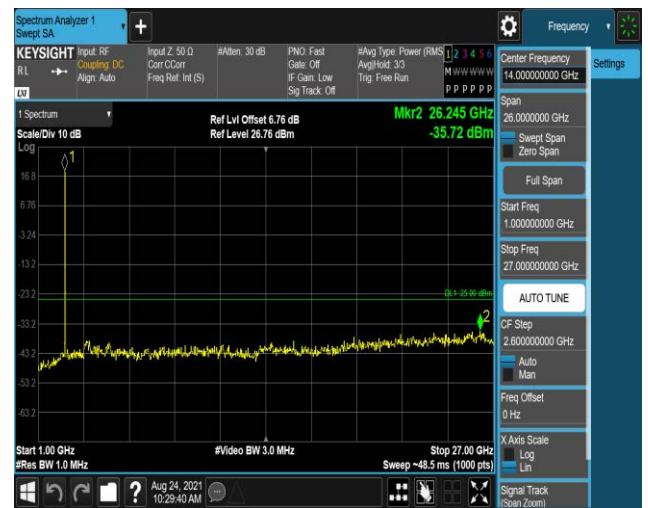 Spectrum Analyzer 1
Swept SA
+
Frequency
KEYSIGHT
RL
LXI
Input: RF
Coupling: DC
Align: Auto
Input Z: 50 Ω
Corr CCorr
Freq Ref: Int (S)
#Atten: 30 dB
PNO: Fast
Gate: Off
IF Gain: Low
Sig Track: Off
#Avg Type: Power (RMS
Avg|Hold: 3/3
Trig: Free Run
1 2 3 4 5 6
M W W W W W
P P P P P P
1 Spectrum
Scale/Div 10 dB
Log
Ref Lvl Offset 6.76 dB
Ref Level 26.76 dBm
Mkr2 26.245 GHz
-35.72 dBm
1
16.8
6.76
-3.24
-13.2
-23.2
DL1 -25.00 dBm
2
-33.2
-43.2
-53.2
-63.2
Start 1.00 GHz
#Res BW 1.0 MHz
#Video BW 3.0 MHz
Stop 27.00 GHz
Sweep ~48.5 ms (1000 pts)
?
Aug 24, 2021
10:29:40 AM
Center Frequency
14.000000000 GHz
Span
26.0000000 GHz
Swept Span
Zero Span
Full Span
Start Freq
1.000000000 GHz
Stop Freq
27.000000000 GHz
AUTO TUNE
CF Step
2.600000000 GHz
Auto
Man
Freq Offset
0 Hz
X Axis Scale
Log
Lin
Signal Track
(Span Zoom)
Settings